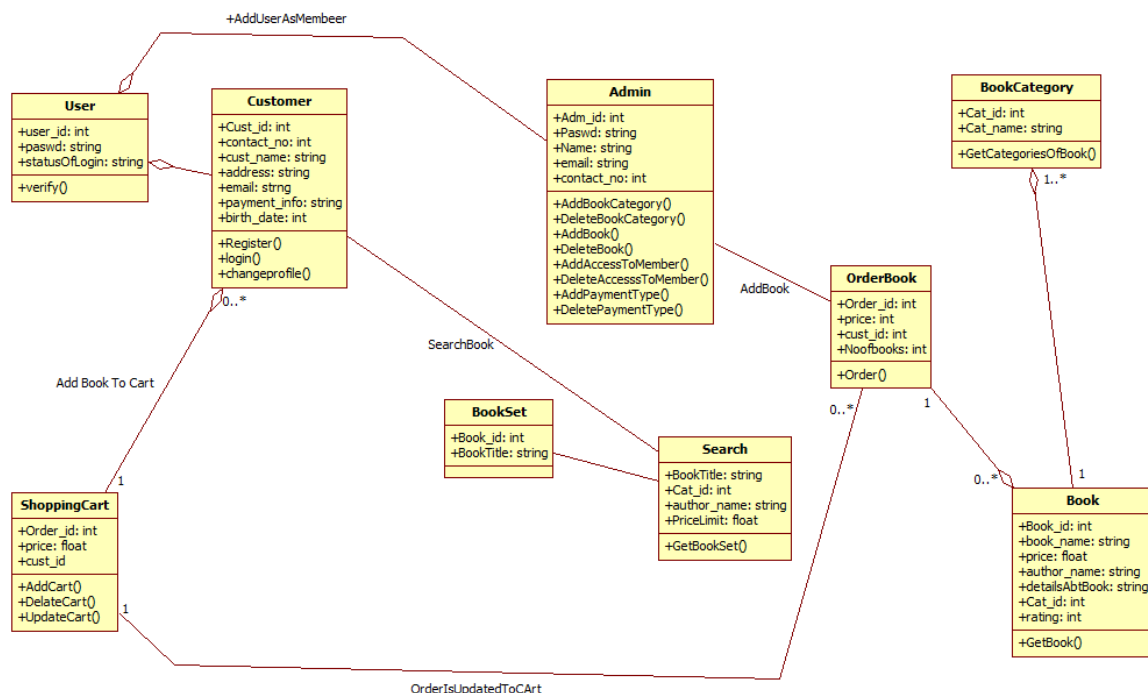 +AddUserAsMembeer
User
+user_id: int
+paswd: string
+statusOfLogin: string
+verify()
Customer
+Cust_id: int
+contact_no: int
+cust_name: string
+address: string
+email: strng
+payment_info: string
+birth_date: int
+Register()
+login()
+changeprofile()
0..*
Admin
+Adm_id: int
+Paswd: string
+Name: string
+email: string
+contact_no: int
+AddBookCategory()
+DeleteBookCategory()
+AddBook()
+DeleteBook()
+AddAccessToMember()
+DeleteAccesssToMember()
+AddPaymentType()
+DeletePaymentType()
BookCategory
+Cat_id: int
+Cat_name: string
+GetCategoriesOfBook()
1..*
AddBook
OrderBook
+Order_id: int
+price: int
+cust_id: int
+Noofbooks: int
+Order()
0..*
1
SearchBook
Add Book To Cart
BookSet
+Book_id: int
+BookTitle: string
Search
+BookTitle: string
+Cat_id: int
+author_name: string
+PriceLimit: float
+GetBookSet()
0..*
1
Book
+Book_id: int
+book_name: string
+price: float
+author_name: string
+detailsAbtBook: string
+Cat_id: int
+rating: int
+GetBook()
1
ShoppingCart
+Order_id: int
+price: float
+cust_id
+AddCart()
+DelateCart()
+UpdateCart()
1
OrderIsUpdatedToCArt